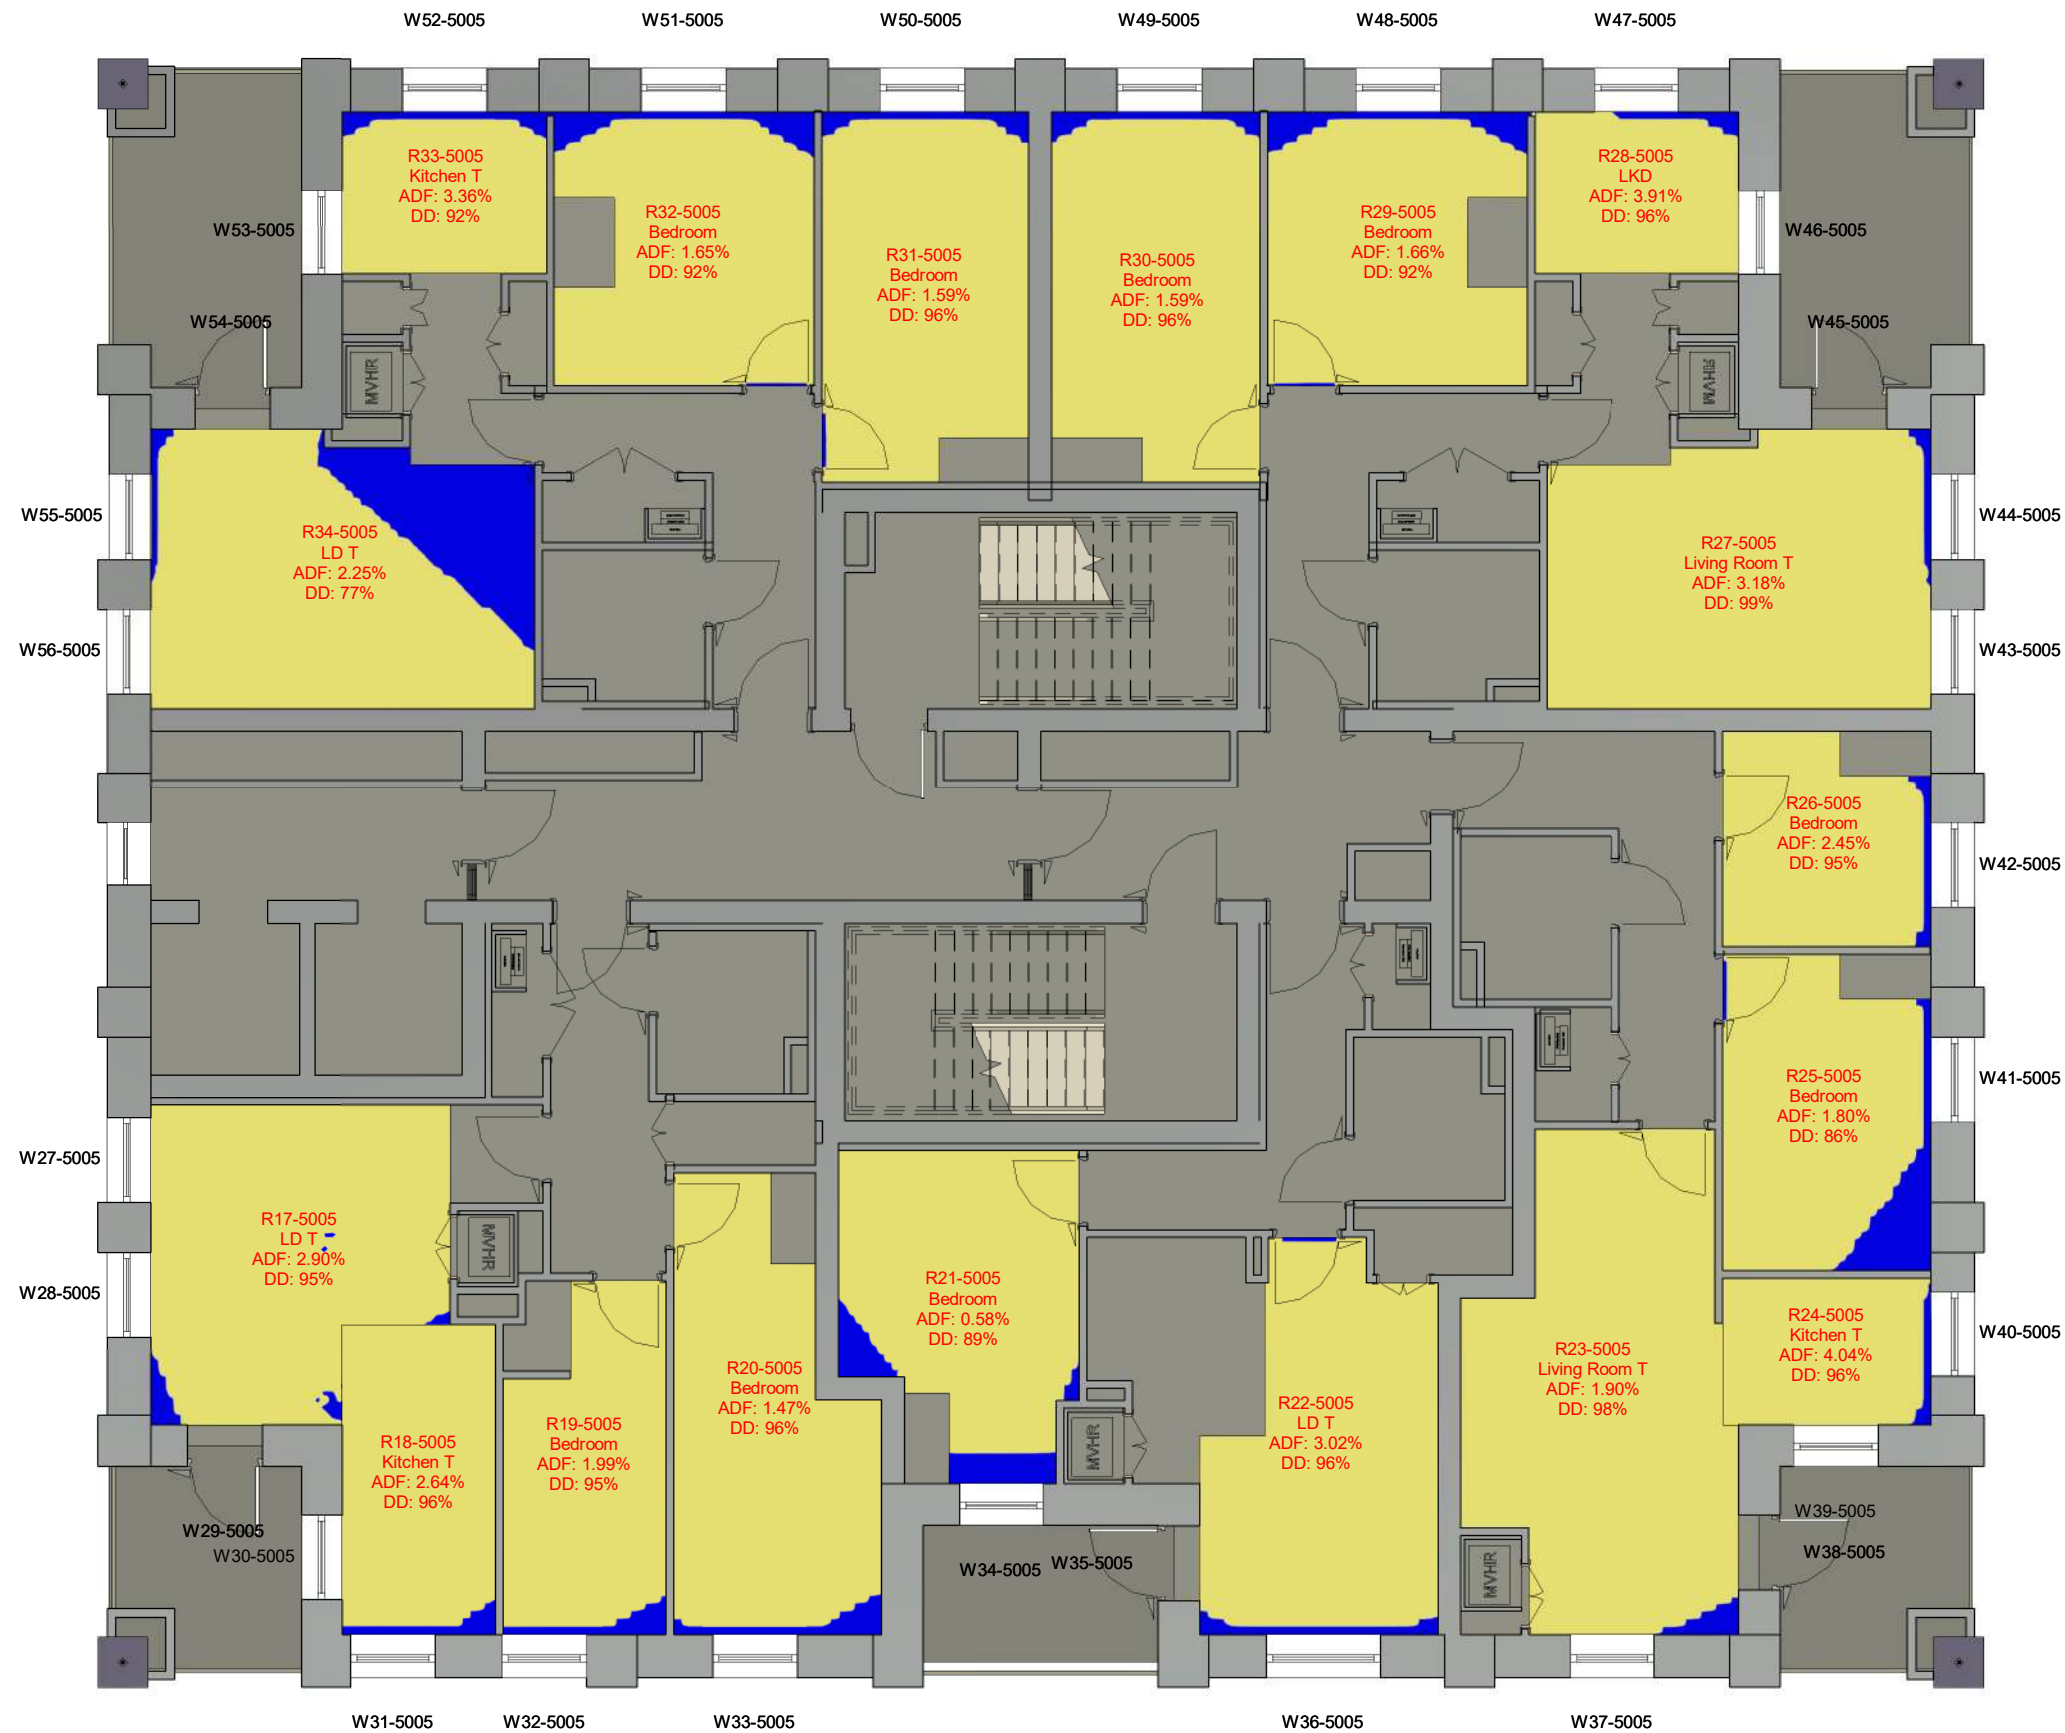 W52-5005
W51-5005
W50-5005
W49-5005
W48-5005
W47-5005
R33-5005
Kitchen T
ADF: 3.36%
DD: 92%
R32-5005
Bedroom
ADF: 1.65%
DD: 92%
R31-5005
Bedroom
ADF: 1.59%
DD: 96%
R30-5005
Bedroom
ADF: 1.59%
DD: 96%
R29-5005
Bedroom
ADF: 1.66%
DD: 92%
R28-5005
LKD
ADF: 3.91%
DD: 96%
W53-5005
W46-5005
W54-5005
W45-5005
MVHR
MVHR
W55-5005
R34-5005
LD T
ADF: 2.25%
DD: 77%
W56-5005
W44-5005
R27-5005
Living Room T
ADF: 3.18%
DD: 99%
W43-5005
R26-5005
Bedroom
ADF: 2.45%
DD: 95%
W42-5005
R25-5005
Bedroom
ADF: 1.80%
DD: 86%
W41-5005
W27-5005
R17-5005
LD T
ADF: 2.90%
DD: 95%
W28-5005
MVHR
R21-5005
Bedroom
ADF: 0.58%
DD: 89%
R24-5005
Kitchen T
ADF: 4.04%
DD: 96%
W40-5005
R23-5005
Living Room T
ADF: 1.90%
DD: 98%
R20-5005
Bedroom
ADF: 1.47%
DD: 96%
R22-5005
LD T
ADF: 3.02%
DD: 96%
R19-5005
Bedroom
ADF: 1.99%
DD: 95%
R18-5005
Kitchen T
ADF: 2.64%
DD: 96%
MVHR
MVHR
W29-5005
W30-5005
W34-5005
W35-5005
W39-5005
W38-5005
W31-5005
W32-5005
W33-5005
W36-5005
W37-5005